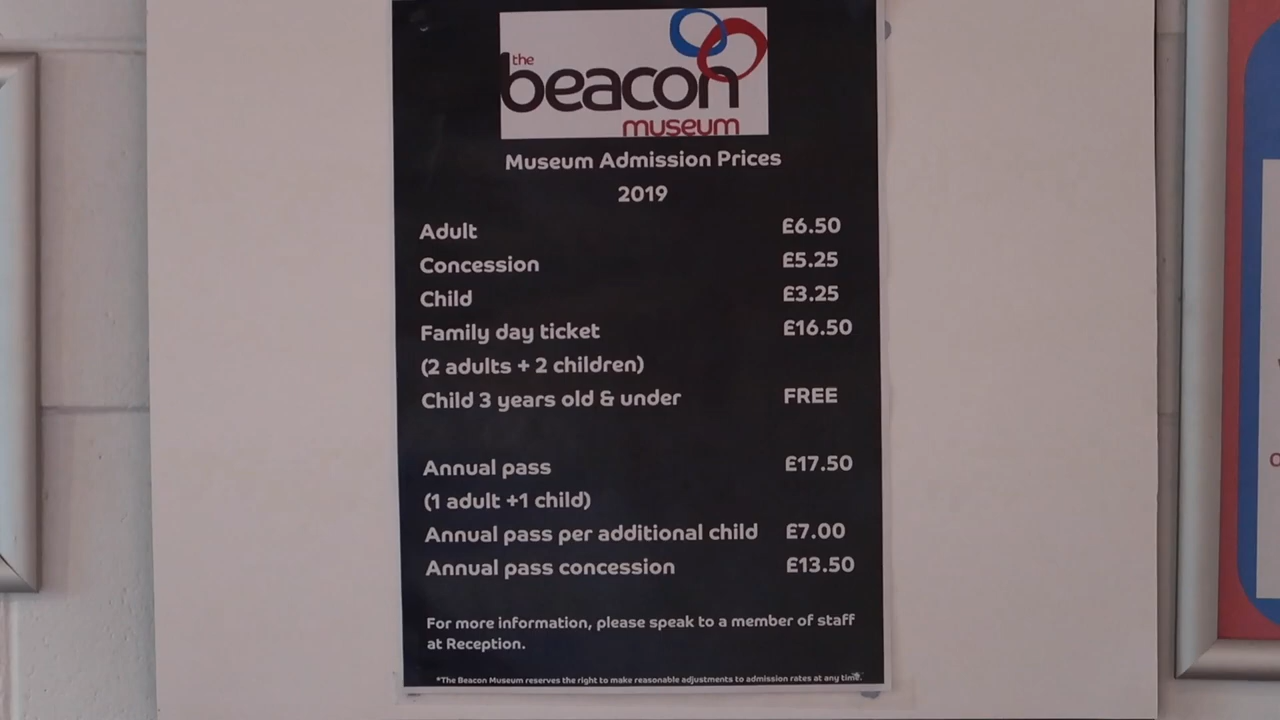 the
beacon
museum
Museum Admission Prices
2019
Adult £6.50
Concession £5.25
Child £3.25
Family day ticket £16.50
(2 adults + 2 children)
Child 3 years old & under FREE
Annual pass £17.50
(1 adult +1 child)
Annual pass per additional child £7.00
Annual pass concession £13.50
For more information, please speak to a member of staff
at Reception.
*The Beacon Museum reserves the right to make reasonable adjustments to admission rates at any time.